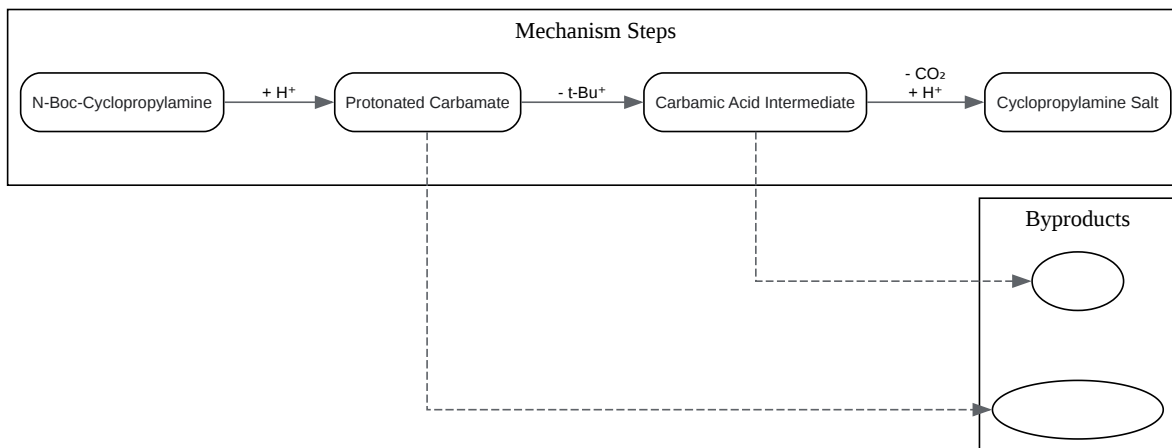 Mechanism Steps
N-Boc-Cyclopropylamine
+ H⁺
Protonated Carbamate
- t-Bu⁺
Carbamic Acid Intermediate
- CO₂
+ H⁺
Cyclopropylamine Salt
Byproducts